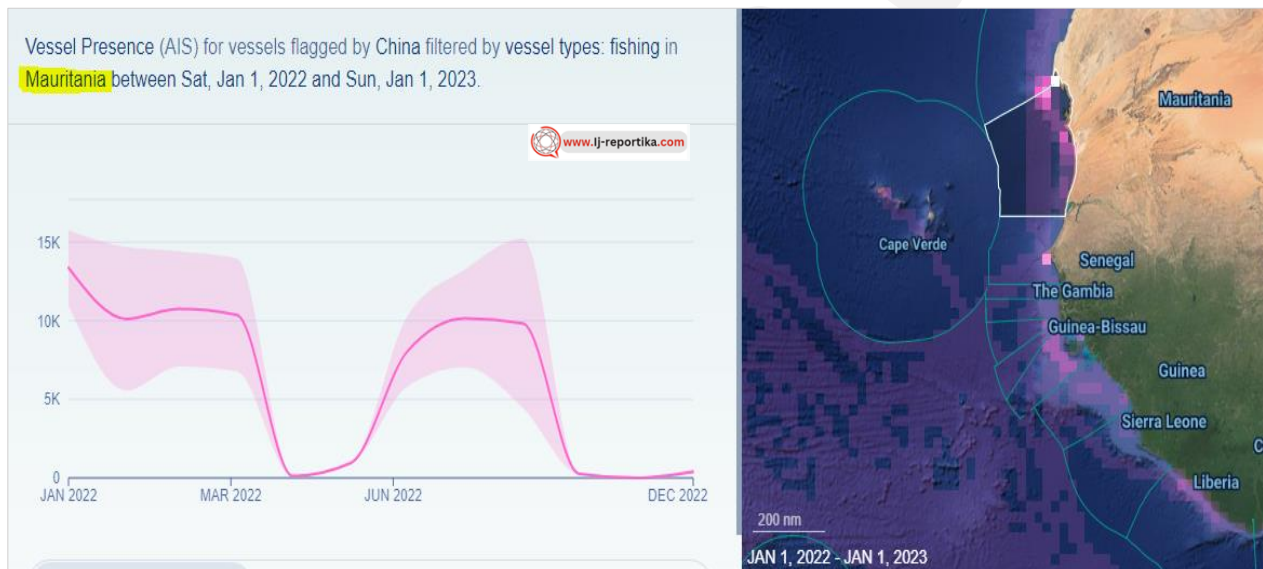 Vessel Presence (AIS) for vessels flagged by China filtered by vessel types: fishing in
Mauritania between Sat, Jan 1, 2022 and Sun, Jan 1, 2023.
www.lj-reportika.com
15K
10K
5K
0
JAN 2022
MAR 2022
JUN 2022
DEC 2022
Mauritania
Cape Verde
Senegal
The Gambia
Guinea-Bissau
Guinea
Sierra Leone
C
Liberia
200 nm
JAN 1, 2022 - JAN 1, 2023